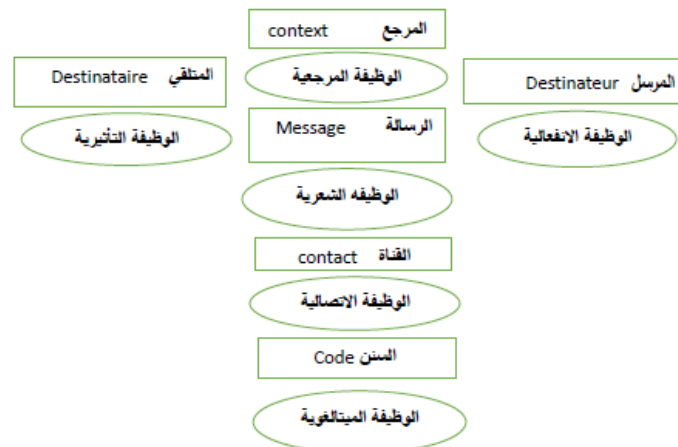 المرجع context
الوظيفة المرجعية
المرسل Destinateur
الوظيفة الانفعالية
الرسالة Message
المتلقي Destinataire
الوظيفة التأثيرية
الوظيفه الشعرية
القناة contact
الوظيفة الاتصالية
السنن Code
الوظيفة الميتالغوية